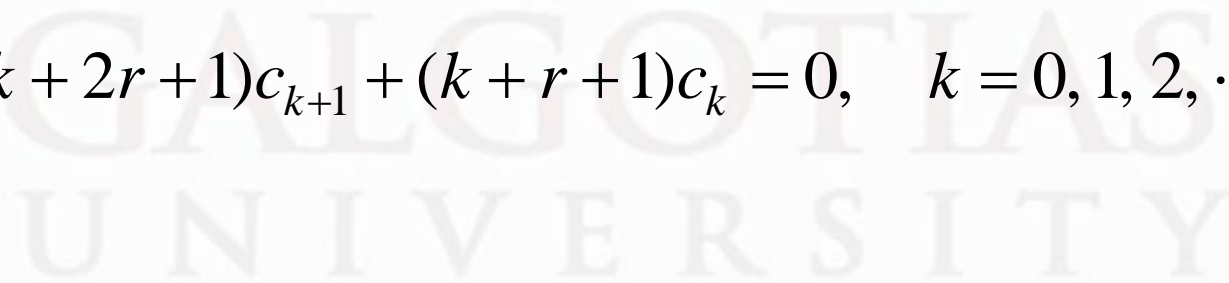 k + 2r + 1)c_{k+1} + (k + r + 1)c_k = 0, k = 0, 1, 2, ·
GALGOTIAS
UNIVERSITY